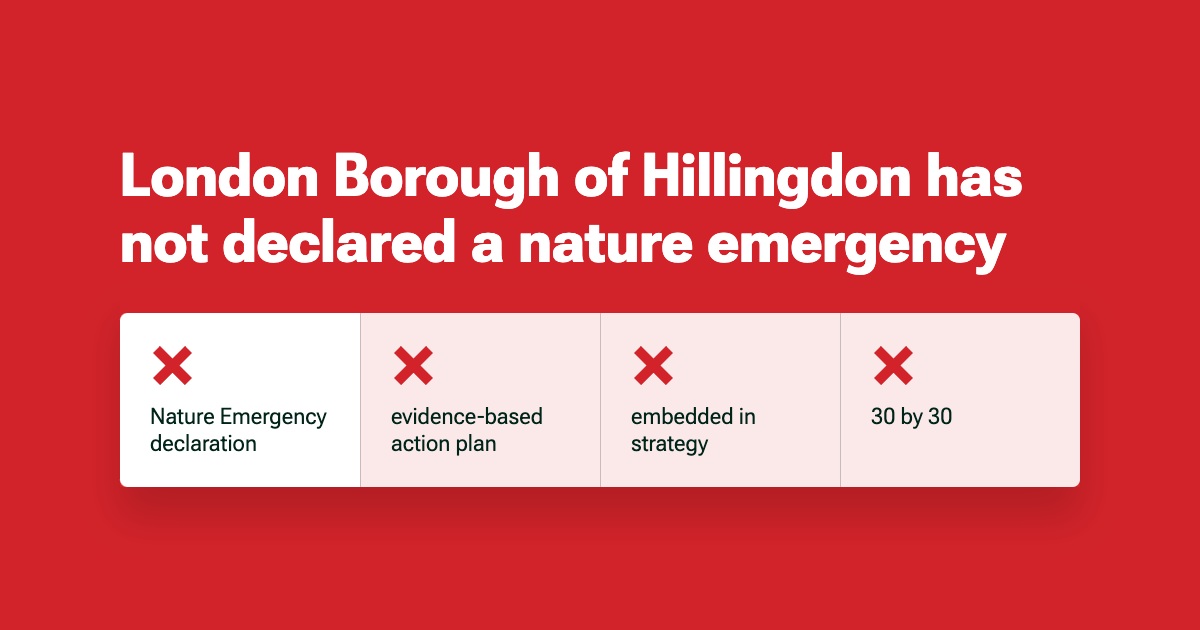 London Borough of Hillingdon has
not declared a nature emergency
Nature Emergency
declaration
evidence-based
action plan
embedded in
strategy
30 by 30